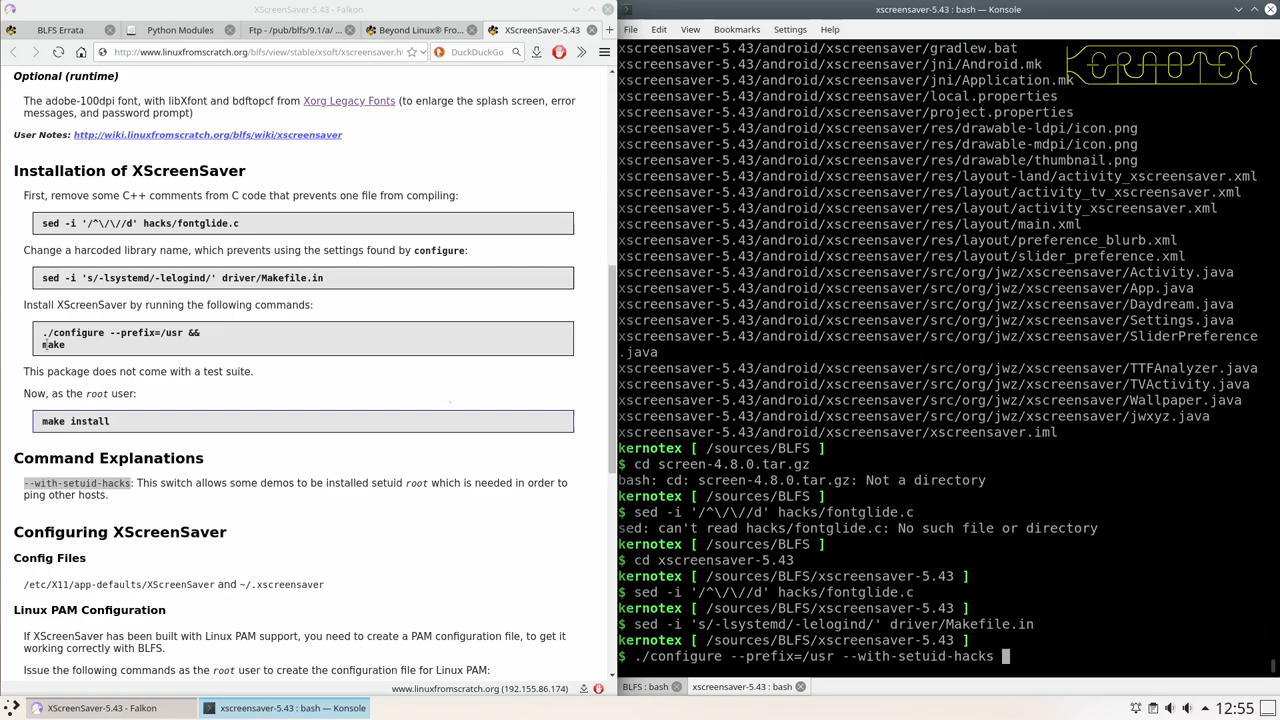 XScreenSaver-5.43 - Falkon
BLFS Errata
Python Modules
Ftp - /pub/blfs/9.1/a/
Beyond Linux® Fro
XScreenSaver-5.43
http://www.linuxfromscratch.org/blfs/view/stable/xsoft/xscreensaver.h
DuckDuckGo
Optional (runtime)
The adobe-100dpi font, with libXfont and bdftopcf from Xorg Legacy Fonts (to enlarge the splash screen, error
messages, and password prompt)
User Notes: http://wiki.linuxfromscratch.org/blfs/wiki/xscreensaver
Installation of XScreenSaver
First, remove some C++ comments from C code that prevents one file from compiling:
sed -i '/^\/\//d' hacks/fontglide.c
Change a harcoded library name, which prevents using the settings found by configure:
sed -i 's/-lsystemd/-lelogind/' driver/Makefile.in
Install XScreenSaver by running the following commands:
./configure --prefix=/usr &&
make
This package does not come with a test suite.
Now, as the root user:
make install
Command Explanations
--with-setuid-hacks: This switch allows some demos to be installed setuid root which is needed in order to
ping other hosts.
Configuring XScreenSaver
Config Files
/etc/X11/app-defaults/XScreenSaver and ~/.xscreensaver
Linux PAM Configuration
If XScreenSaver has been built with Linux PAM support, you need to create a PAM configuration file, to get it
working correctly with BLFS.
Issue the following commands as the root user to create the configuration file for Linux PAM:
www.linuxfromscratch.org (192.155.86.174)
xscreensaver-5.43 : bash — Konsole
File Edit View Bookmarks Settings Help
KERNOTEX
xscreensaver-5.43/android/xscreensaver/gradlew.bat
xscreensaver-5.43/android/xscreensaver/jni/Android.mk
xscreensaver-5.43/android/xscreensaver/jni/Application.mk
xscreensaver-5.43/android/xscreensaver/local.properties
xscreensaver-5.43/android/xscreensaver/project.properties
xscreensaver-5.43/android/xscreensaver/res/drawable-ldpi/icon.png
xscreensaver-5.43/android/xscreensaver/res/drawable-mdpi/icon.png
xscreensaver-5.43/android/xscreensaver/res/drawable/thumbnail.png
xscreensaver-5.43/android/xscreensaver/res/layout-land/activity_xscreensaver.xml
xscreensaver-5.43/android/xscreensaver/res/layout/activity_tv_xscreensaver.xml
xscreensaver-5.43/android/xscreensaver/res/layout/activity_xscreensaver.xml
xscreensaver-5.43/android/xscreensaver/res/layout/main.xml
xscreensaver-5.43/android/xscreensaver/res/layout/preference_blurb.xml
xscreensaver-5.43/android/xscreensaver/res/layout/slider_preference.xml
xscreensaver-5.43/android/xscreensaver/src/org/jwz/xscreensaver/Activity.java
xscreensaver-5.43/android/xscreensaver/src/org/jwz/xscreensaver/App.java
xscreensaver-5.43/android/xscreensaver/src/org/jwz/xscreensaver/Daydream.java
xscreensaver-5.43/android/xscreensaver/src/org/jwz/xscreensaver/Settings.java
xscreensaver-5.43/android/xscreensaver/src/org/jwz/xscreensaver/SliderPreference
.java
xscreensaver-5.43/android/xscreensaver/src/org/jwz/xscreensaver/TTFAnalyzer.java
xscreensaver-5.43/android/xscreensaver/src/org/jwz/xscreensaver/TVActivity.java
xscreensaver-5.43/android/xscreensaver/src/org/jwz/xscreensaver/Wallpaper.java
xscreensaver-5.43/android/xscreensaver/src/org/jwz/xscreensaver/jwxyz.java
xscreensaver-5.43/android/xscreensaver/xscreensaver.iml
kernotex [ /sources/BLFS ]
$ cd screen-4.8.0.tar.gz
bash: cd: screen-4.8.0.tar.gz: Not a directory
kernotex [ /sources/BLFS ]
$ sed -i '/^\/\//d' hacks/fontglide.c
sed: can't read hacks/fontglide.c: No such file or directory
kernotex [ /sources/BLFS ]
$ cd xscreensaver-5.43
kernotex [ /sources/BLFS/xscreensaver-5.43 ]
$ sed -i '/^\/\//d' hacks/fontglide.c
kernotex [ /sources/BLFS/xscreensaver-5.43 ]
$ sed -i 's/-lsystemd/-lelogind/' driver/Makefile.in
kernotex [ /sources/BLFS/xscreensaver-5.43 ]
$ ./configure --prefix=/usr --with-setuid-hacks
BLFS : bash
xscreensaver-5.43 : bash
XScreenSaver-5.43 - Falkon
xscreensaver-5.43 : bash — Konsole
12:55